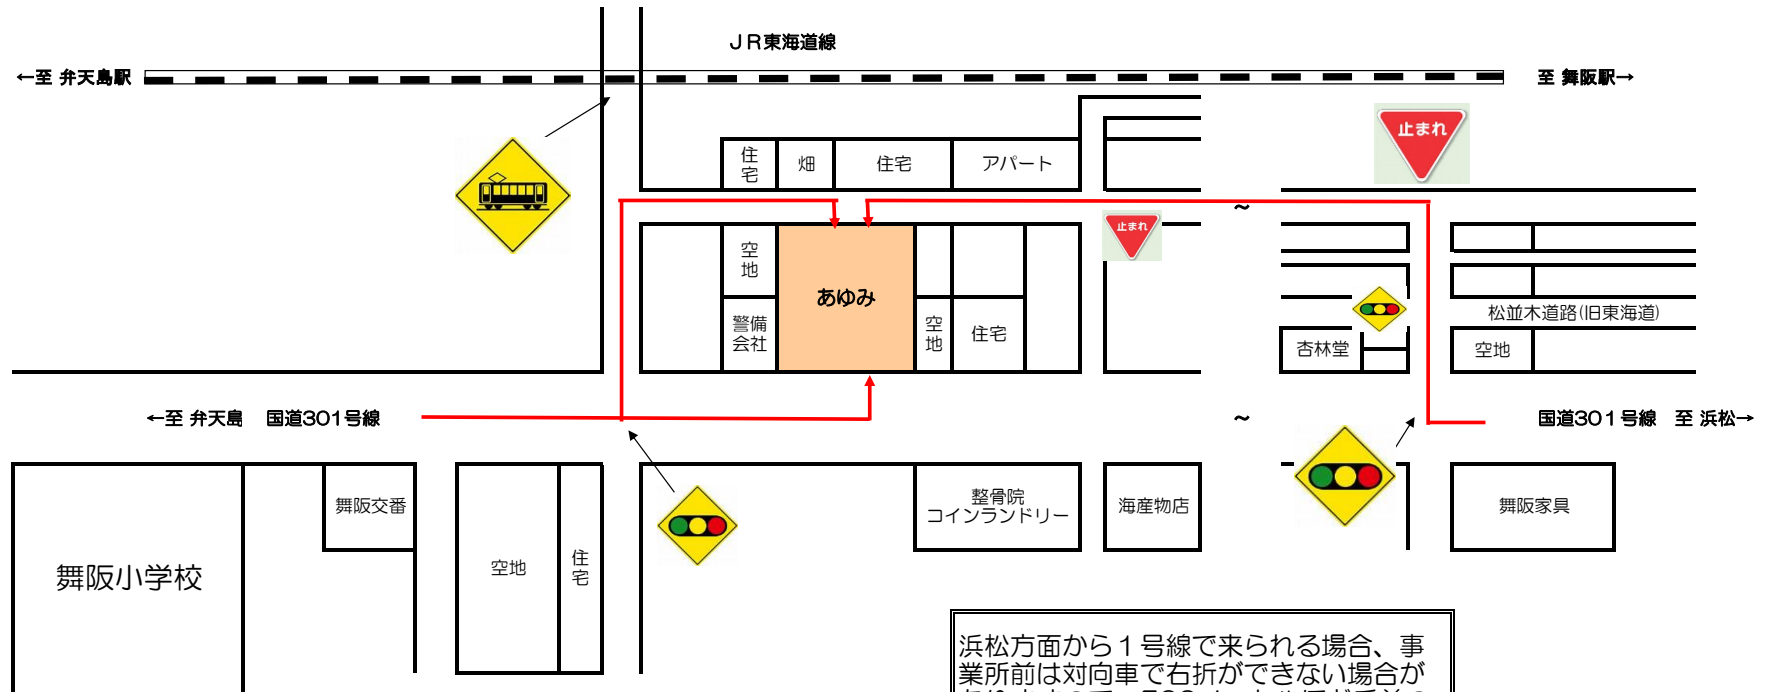 ＪＲ東海道線
←至 弁天島駅
至 舞阪駅→
止まれ
住宅
畑
住宅
アパート
止まれ
空地
あゆみ
警備
会社
空地
住宅
松並木道路(旧東海道)
杏林堂
空地
～
～
←至 弁天島　国道301号線
国道301号線　至 浜松→
舞阪小学校
舞阪交番
空地
住宅
整骨院
コインランドリー
海産物店
舞阪家具
浜松方面から１号線で来られる場合、事
業所前は対向車で右折ができない場合が